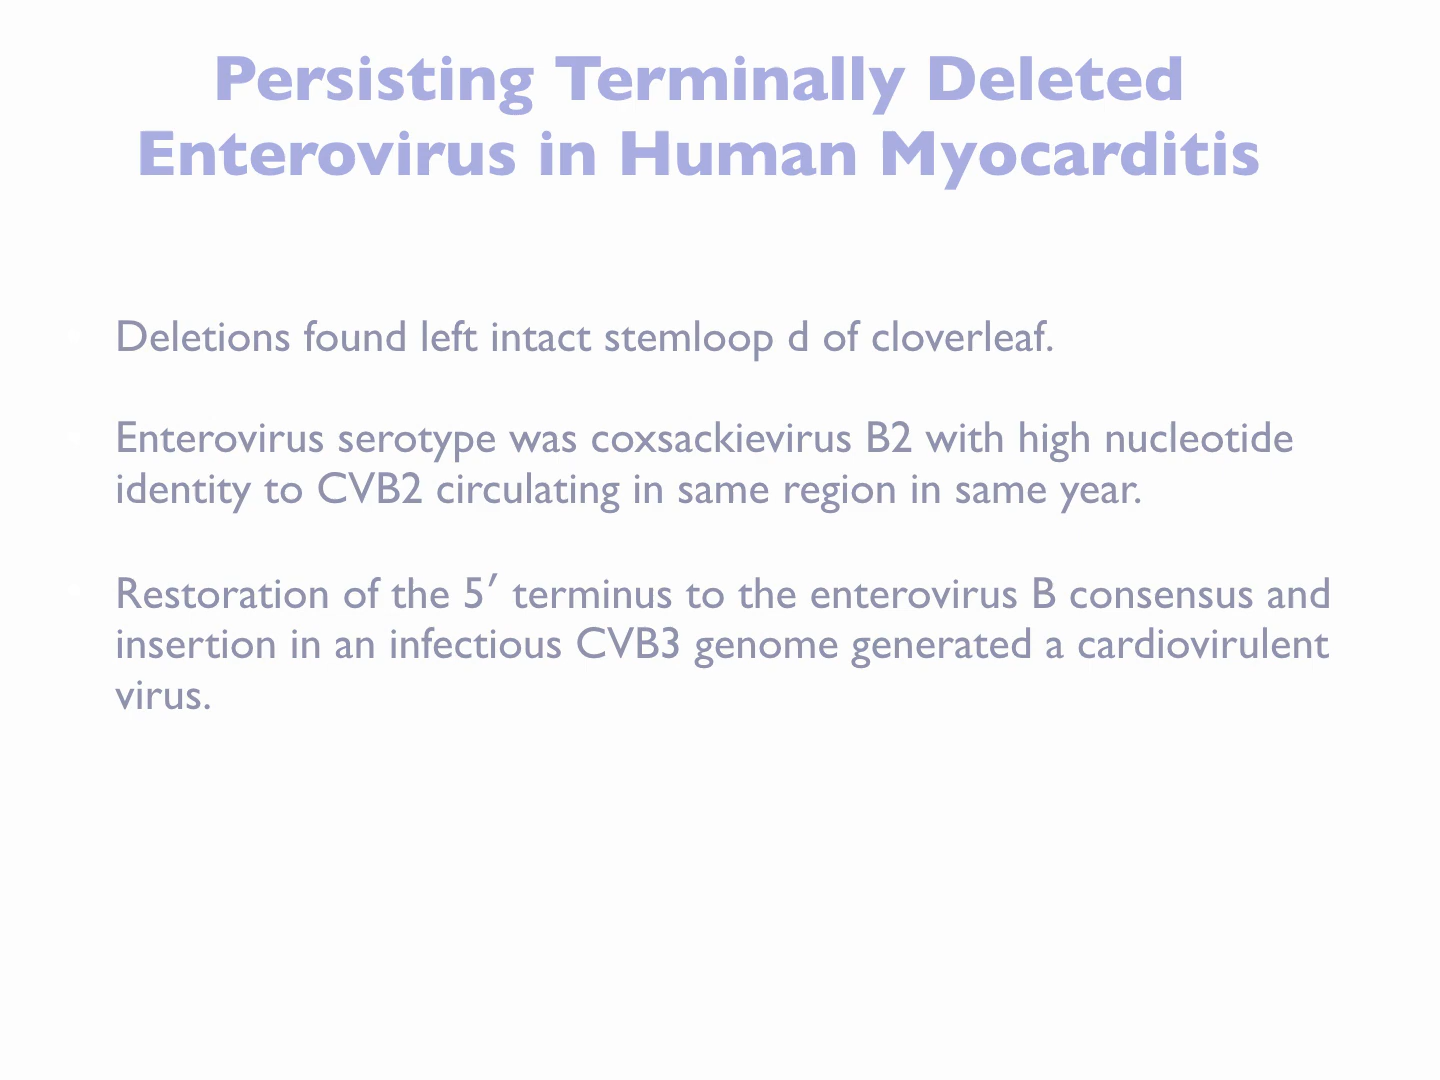 Persisting Terminally Deleted
Enterovirus in Human Myocarditis
Deletions found left intact stemloop d of cloverleaf.
Enterovirus serotype was coxsackievirus B2 with high nucleotide
identity to CVB2 circulating in same region in same year.
Restoration of the 5′ terminus to the enterovirus B consensus and
insertion in an infectious CVB3 genome generated a cardiovirulent
virus.